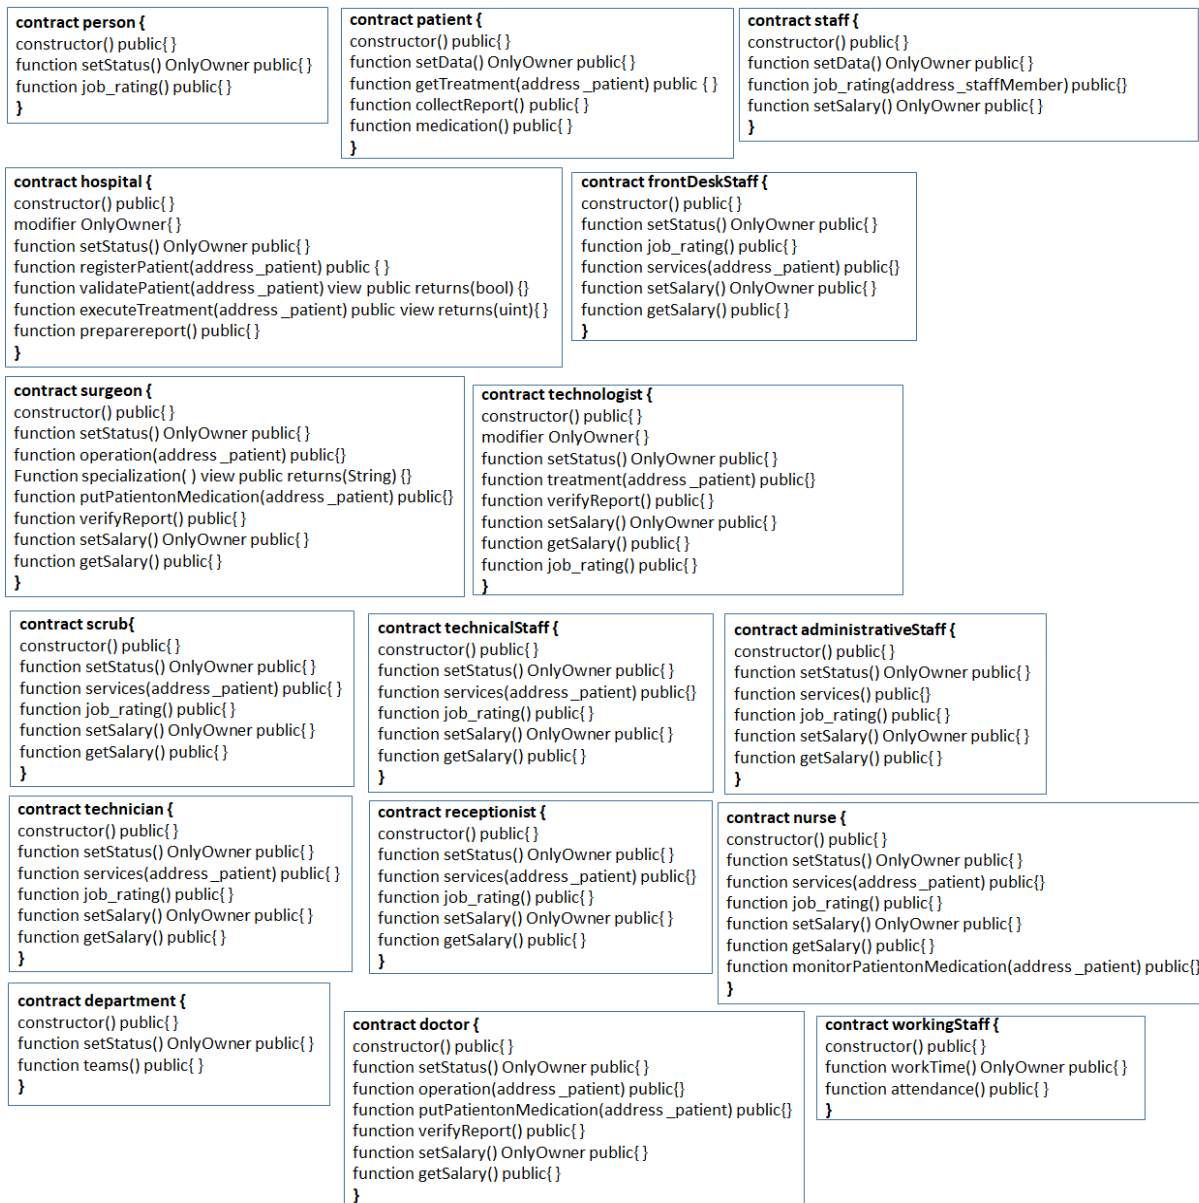 contract person {
constructor() public{ }
function setStatus() OnlyOwner public{ }
function job_rating() public{ }
}
contract patient {
constructor() public{ }
function setData() OnlyOwner public{ }
function getTreatment(address _patient) public { }
function collectReport() public{ }
function medication() public{ }
}
contract staff {
constructor() public{ }
function setData() OnlyOwner public{ }
function job_rating(address _staffMember) public{}
function setSalary() OnlyOwner public{ }
}
contract hospital {
constructor() public{ }
modifier OnlyOwner{ }
function setStatus() OnlyOwner public{ }
function registerPatient(address _patient) public { }
function validatePatient(address _patient) view public returns(bool) {}
function executeTreatment(address _patient) public view returns(uint){ }
function preparereport() public{ }
}
contract frontDeskStaff {
constructor() public{ }
function setStatus() OnlyOwner public{ }
function job_rating() public{ }
function services(address _patient) public{}
function setSalary() OnlyOwner public{ }
function getSalary() public{ }
}
contract surgeon {
constructor() public{ }
function setStatus() OnlyOwner public{ }
function operation(address _patient) public{}
Function specialization( ) view public returns(String) {}
function putPatientonMedication(address _patient) public{}
function verifyReport() public{ }
function setSalary() OnlyOwner public{ }
function getSalary() public{ }
}
contract technologist {
constructor() public{ }
modifier OnlyOwner{ }
function setStatus() OnlyOwner public{ }
function treatment(address _patient) public{}
function verifyReport() public{ }
function setSalary() OnlyOwner public{ }
function getSalary() public{ }
function job_rating() public{ }
}
contract scrub{
constructor() public{ }
function setStatus() OnlyOwner public{ }
function services(address _patient) public{ }
function job_rating() public{ }
function setSalary() OnlyOwner public{ }
function getSalary() public{ }
}
contract technicalStaff {
constructor() public{ }
function setStatus() OnlyOwner public{ }
function services(address _patient) public{}
function job_rating() public{ }
function setSalary() OnlyOwner public{ }
function getSalary() public{ }
}
contract administrativeStaff {
constructor() public{ }
function setStatus() OnlyOwner public{ }
function services() public{}
function job_rating() public{ }
function setSalary() OnlyOwner public{ }
function getSalary() public{ }
}
contract technician {
constructor() public{ }
function setStatus() OnlyOwner public{ }
function services(address _patient) public{ }
function job_rating() public{ }
function setSalary() OnlyOwner public{ }
function getSalary() public{ }
}
contract receptionist {
constructor() public{ }
function setStatus() OnlyOwner public{ }
function services(address _patient) public{}
function job_rating() public{ }
function setSalary() OnlyOwner public{ }
function getSalary() public{ }
}
contract nurse {
constructor() public{ }
function setStatus() OnlyOwner public{ }
function services(address _patient) public{}
function job_rating() public{ }
function setSalary() OnlyOwner public{ }
function getSalary() public{ }
function monitorPatientonMedication(address _patient) public{}
}
contract department {
constructor() public{ }
function setStatus() OnlyOwner public{ }
function teams() public{ }
}
contract doctor {
constructor() public{ }
function setStatus() OnlyOwner public{ }
function operation(address _patient) public{}
function putPatientonMedication(address _patient) public{}
function verifyReport() public{ }
function setSalary() OnlyOwner public{ }
function getSalary() public{ }
}
contract workingStaff {
constructor() public{ }
function workTime() OnlyOwner public{ }
function attendance() public{ }
}